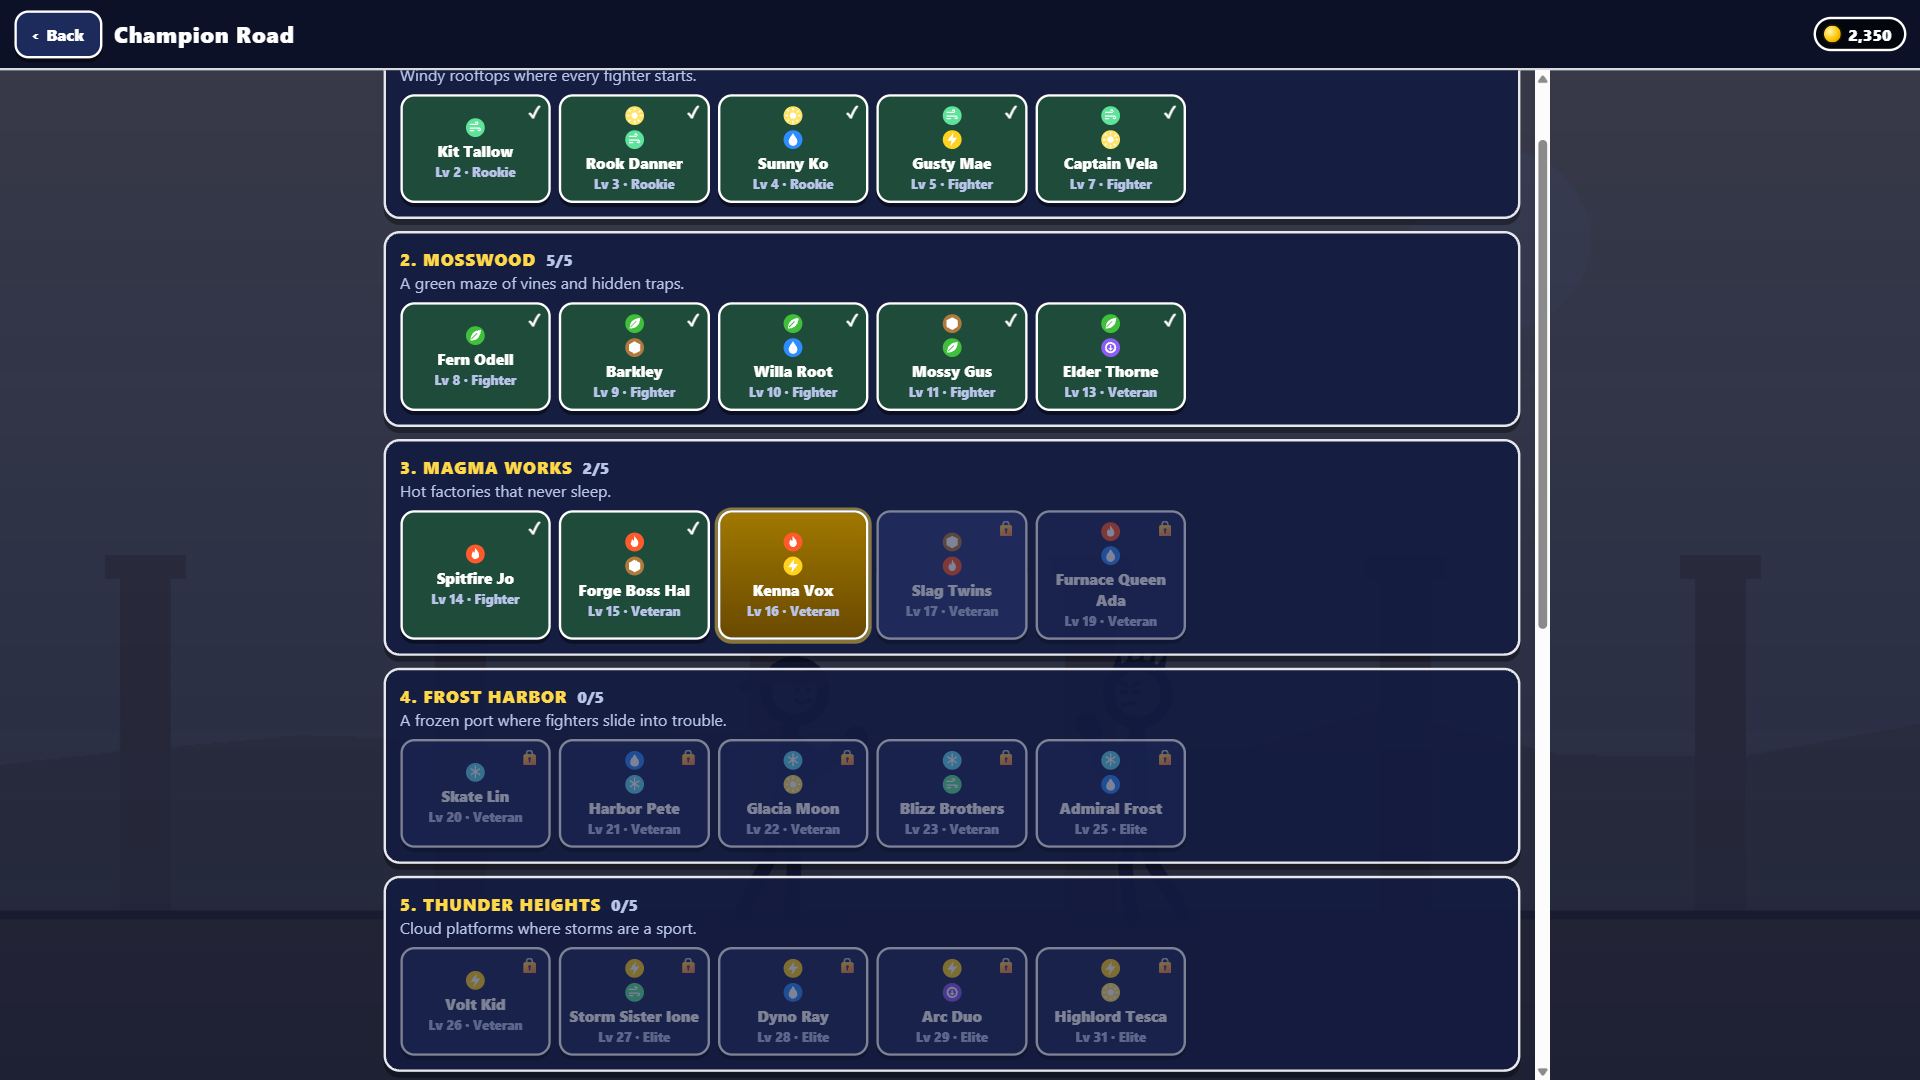 ‹ Back
Champion Road
2,350
Windy rooftops where every fighter starts.
Kit Tallow
Lv 2 • Rookie
Rook Danner
Lv 3 • Rookie
Sunny Ko
Lv 4 • Rookie
Gusty Mae
Lv 5 • Fighter
Captain Vela
Lv 7 • Fighter
2. MOSSWOOD 5/5
A green maze of vines and hidden traps.
Fern Odell
Lv 8 • Fighter
Barkley
Lv 9 • Fighter
Willa Root
Lv 10 • Fighter
Mossy Gus
Lv 11 • Fighter
Elder Thorne
Lv 13 • Veteran
3. MAGMA WORKS 2/5
Hot factories that never sleep.
Spitfire Jo
Lv 14 • Fighter
Forge Boss Hal
Lv 15 • Veteran
Kenna Vox
Lv 16 • Veteran
Slag Twins
Lv 17 • Veteran
Furnace Queen
Ada
Lv 19 • Veteran
4. FROST HARBOR 0/5
A frozen port where fighters slide into trouble.
Skate Lin
Lv 20 • Veteran
Harbor Pete
Lv 21 • Veteran
Glacia Moon
Lv 22 • Veteran
Blizz Brothers
Lv 23 • Veteran
Admiral Frost
Lv 25 • Elite
5. THUNDER HEIGHTS 0/5
Cloud platforms where storms are a sport.
Volt Kid
Lv 26 • Veteran
Storm Sister Ione
Lv 27 • Elite
Dyno Ray
Lv 28 • Elite
Arc Duo
Lv 29 • Elite
Highlord Tesca
Lv 31 • Elite